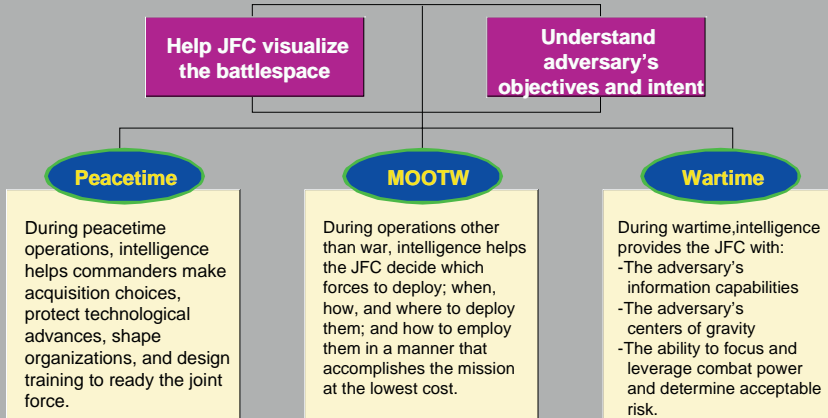 Help JFC visualize
the battlespace
Understand
adversary's
objectives and intent
Peacetime
During peacetime
operations, intelligence
helps commanders make
acquisition choices,
protect technological
advances, shape
organizations, and design
training to ready the joint
force.
MOOTW
During operations other
than war, intelligence helps
the JFC decide which
forces to deploy; when,
how, and where to deploy
them; and how to employ
them in a manner that
accomplishes the mission
at the lowest cost.
Wartime
During wartime,intelligence
provides the JFC with:
-The adversary's
information capabilities
-The adversary's
centers of gravity
-The ability to focus and
leverage combat power
and determine acceptable
risk.